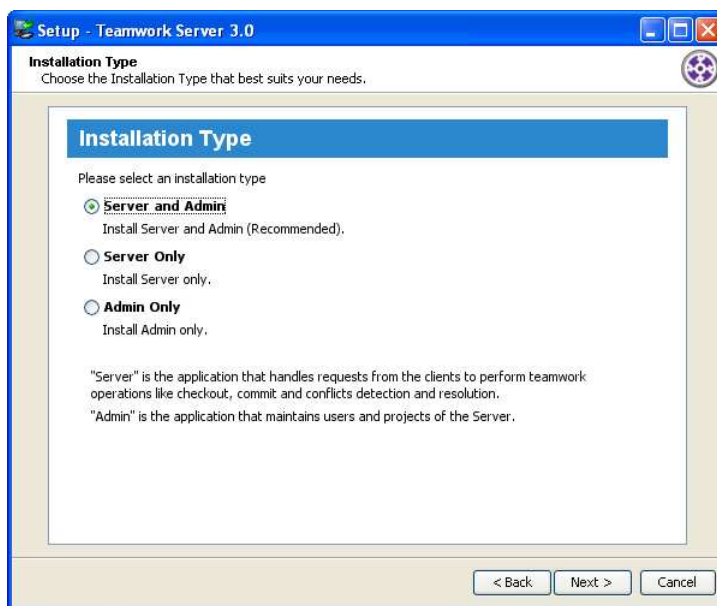 Setup - Teamwork Server 3.0
Installation Type
Choose the Installation Type that best suits your needs.
Installation Type
Please select an installation type
Server and Admin
Install Server and Admin (Recommended).
Server Only
Install Server only.
Admin Only
Install Admin only.
"Server" is the application that handles requests from the clients to perform teamwork
operations like checkout, commit and conflicts detection and resolution.
"Admin" is the application that maintains users and projects of the Server.
< Back Next > Cancel